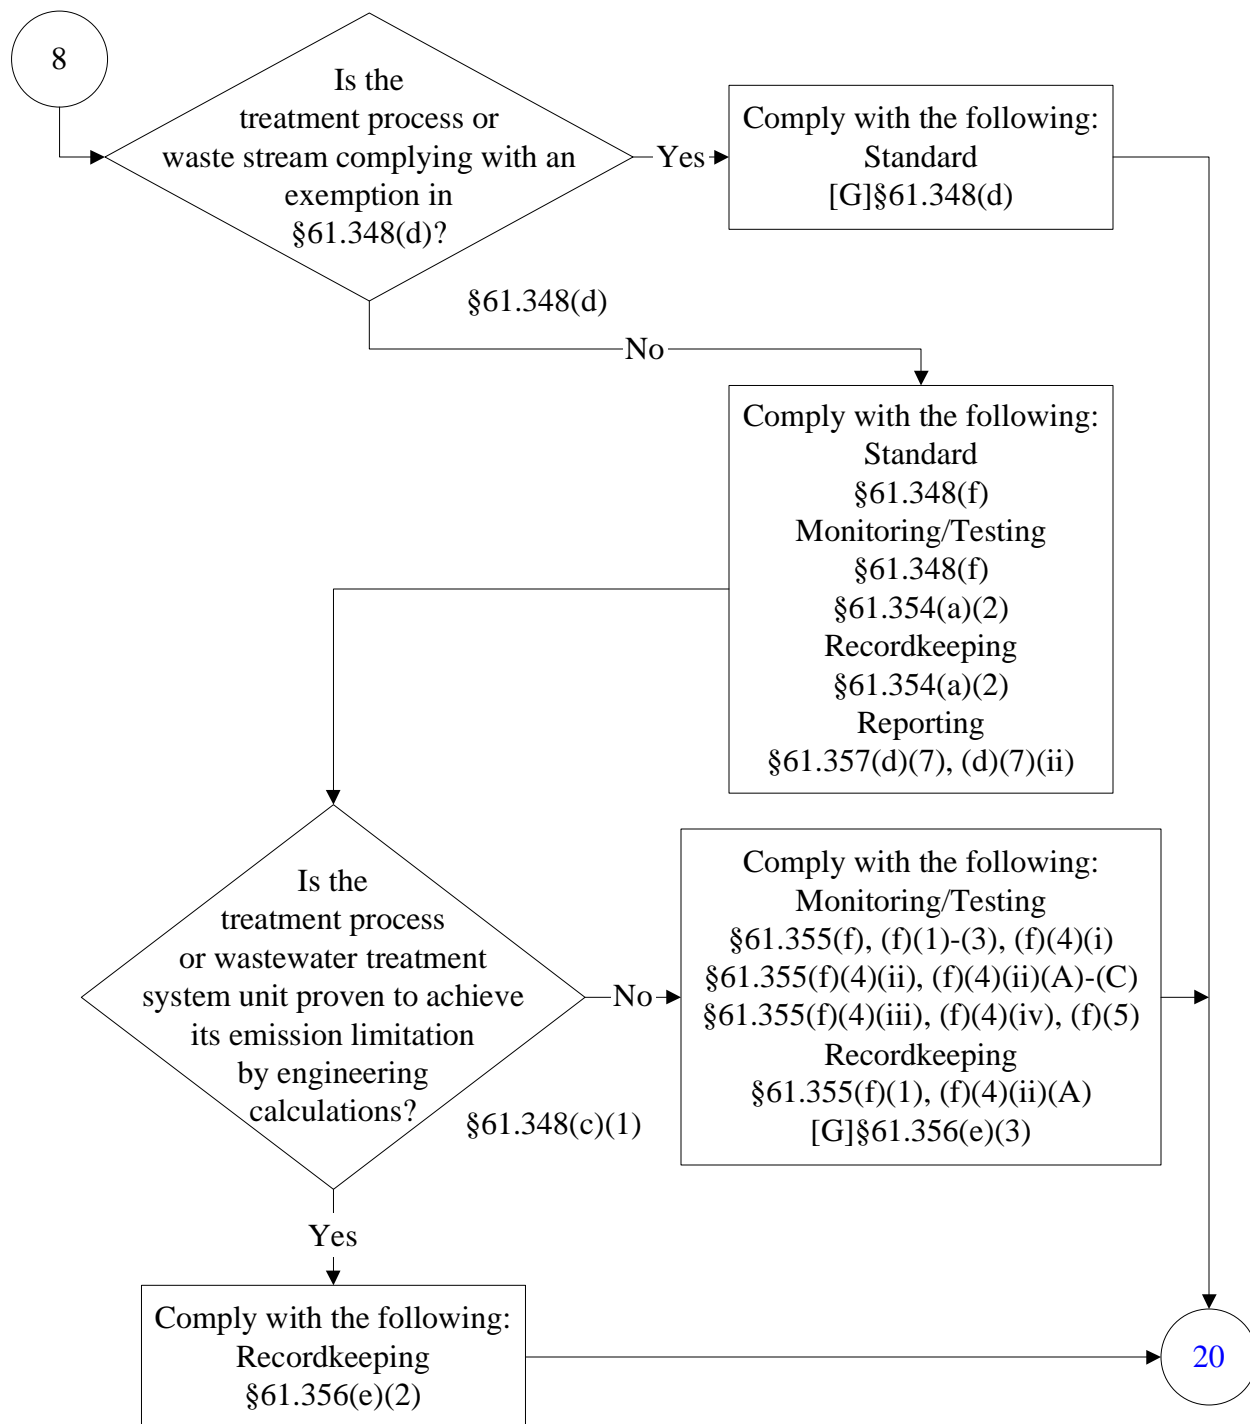 8
Is the
treatment process or
waste stream complying with an
exemption in
§61.348(d)?
Yes
Comply with the following:
Standard
[G]§61.348(d)
§61.348(d)
No
Comply with the following:
Standard
§61.348(f)
Monitoring/Testing
§61.348(f)
§61.354(a)(2)
Recordkeeping
§61.354(a)(2)
Reporting
§61.357(d)(7), (d)(7)(ii)
Is the
treatment process
or wastewater treatment
system unit proven to achieve
its emission limitation
by engineering
calculations?
§61.348(c)(1)
No
Comply with the following:
Monitoring/Testing
§61.355(f), (f)(1)-(3), (f)(4)(i)
§61.355(f)(4)(ii), (f)(4)(ii)(A)-(C)
§61.355(f)(4)(iii), (f)(4)(iv), (f)(5)
Recordkeeping
§61.355(f)(1), (f)(4)(ii)(A)
[G]§61.356(e)(3)
Yes
Comply with the following:
Recordkeeping
§61.356(e)(2)
20